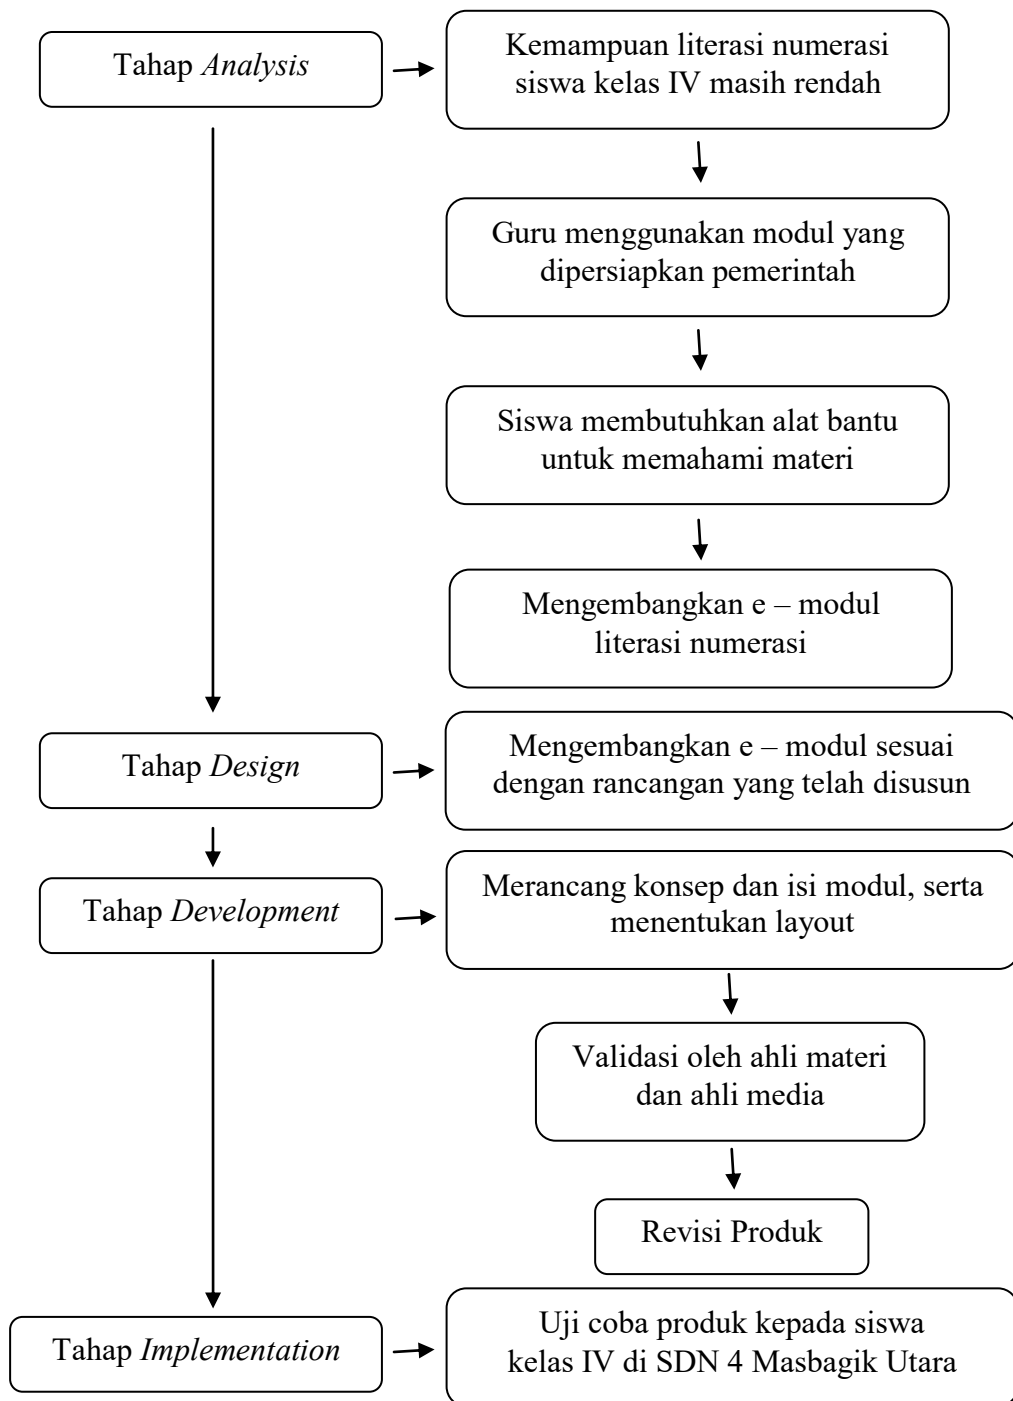 Tahap Analysis
Kemampuan literasi numerasi
siswa kelas IV masih rendah
Guru menggunakan modul yang
dipersiapkan pemerintah
Siswa membutuhkan alat bantu
untuk memahami materi
Mengembangkan e – modul
literasi numerasi
Tahap Design
Mengembangkan e – modul sesuai
dengan rancangan yang telah disusun
Tahap Development
Merancang konsep dan isi modul, serta
menentukan layout
Validasi oleh ahli materi
dan ahli media
Revisi Produk
Tahap Implementation
Uji coba produk kepada siswa
kelas IV di SDN 4 Masbagik Utara